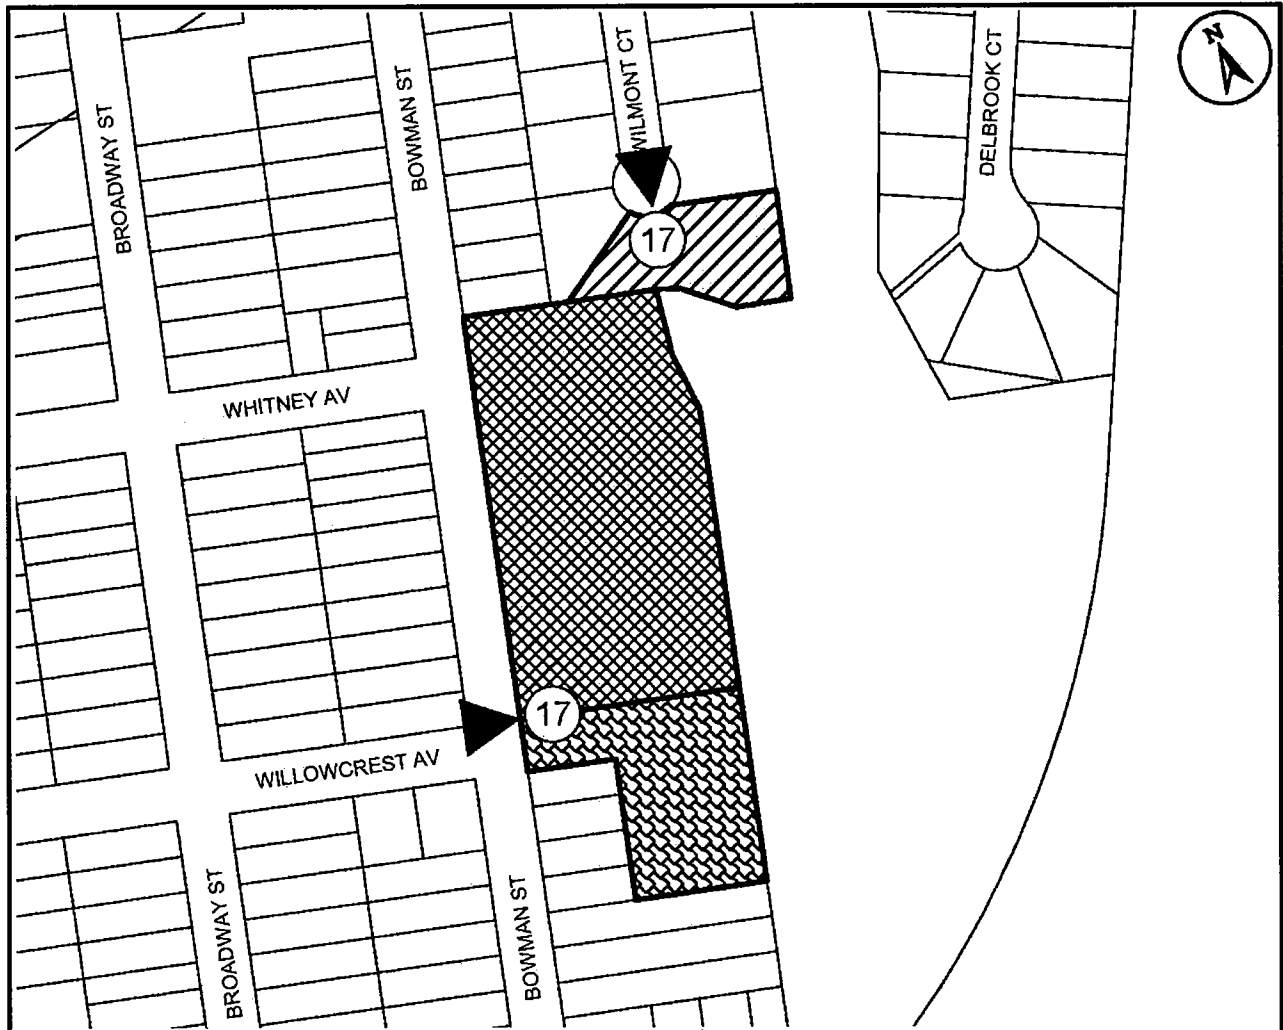 WILMONT CT
N
DELBROOK CT
BOWMAN ST
BROADWAY ST
17
WHITNEY AV
17
WILLOWCREST AV
BROADWAY ST
BOWMAN ST